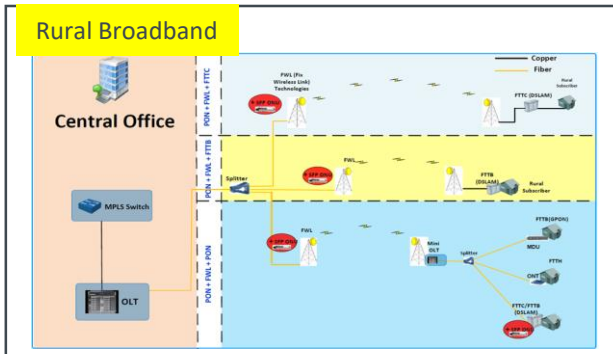 Rural Broadband
Copper
Fiber
Central Office
MPLS Switch
OLT
PON + FWL + FTTC
FWL (Fix
Wireless Link)
Technologies
+ SFP ONU
FTTC (DSLAM)
Rural
Subscriber
PON + FWL + FTTB
Splitter
+ SFP ONU
FWL
FTTB
(DSLAM)
Rural
Subscriber
PON + FWL + PON
+ SFP ONU
FWL
Mini
OLT
Splitter
FTTB(GPON)
MDU
FTTH
ONT
FTTC/FTTB
(DSLAM)
+ SFP ONU